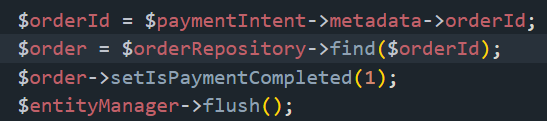 $orderId = $paymentIntent->metadata->orderId;
$order = $orderRepository->find($orderId);
$order->setIsPaymentCompleted(1);
$entityManager->flush();